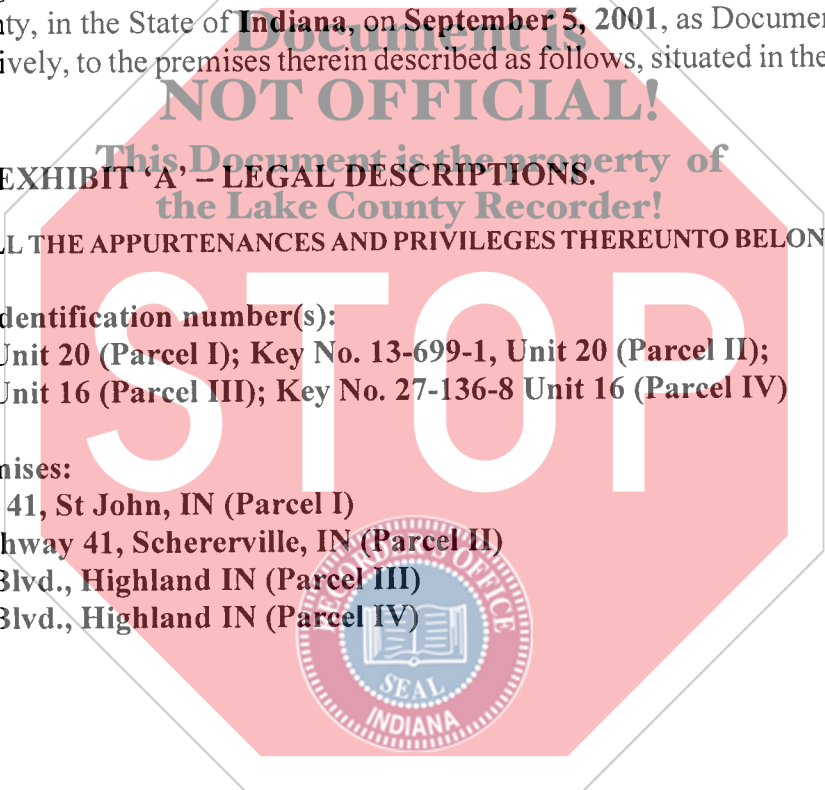 nty, in the State of Indiana, on September 5, 2001, as Documen
Document is
ively, to the premises therein described as follows, situated in the
NOT OFFICIAL!
This Document is the property of
EXHIBIT ‘A’ – LEGAL DESCRIPTIONS.
the Lake County Recorder!
LL THE APPURTENANCES AND PRIVILEGES THEREUNTO BELON
STOP
dentification number(s):
Unit 20 (Parcel I); Key No. 13-699-1, Unit 20 (Parcel II);
Unit 16 (Parcel III); Key No. 27-136-8 Unit 16 (Parcel IV)
mises:
41, St John, IN (Parcel I)
hway 41, Schererville, IN (Parcel II)
Blvd., Highland IN (Parcel III)
Blvd., Highland IN (Parcel IV)
RECORDER'S OFFICE
SEAL
INDIANA